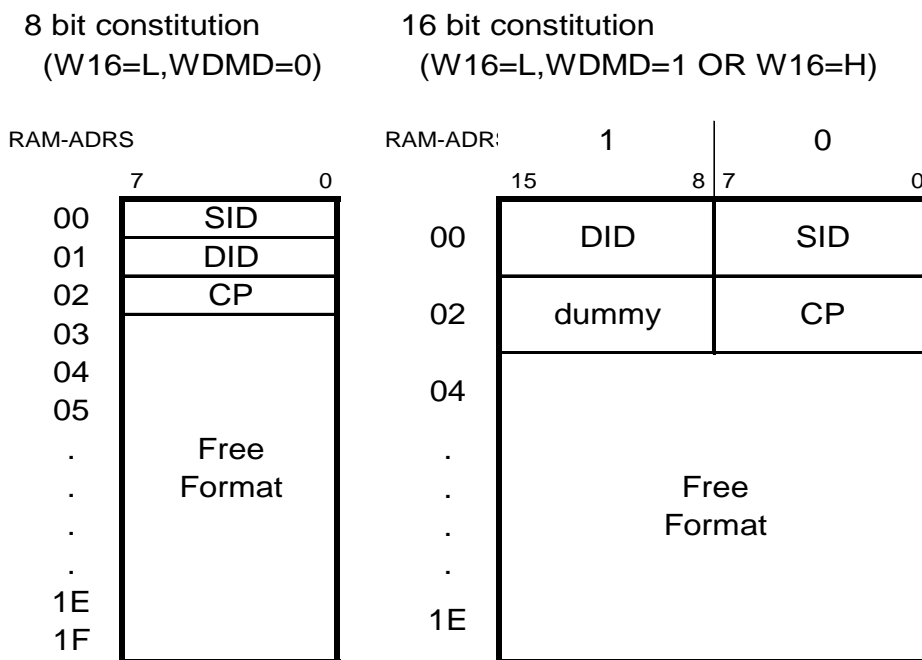 8 bit constitution
(W16=L,WDMD=0)
RAM-ADRS
7 0
00 SID
01 DID
02 CP
03
04
05
.
.
.
.
1E
1F
Free
Format
16 bit constitution
(W16=L,WDMD=1 OR W16=H)
RAM-ADRS 1 0
15 8 7 0
00 DID SID
02 dummy CP
04
.
.
.
.
1E
Free
Format